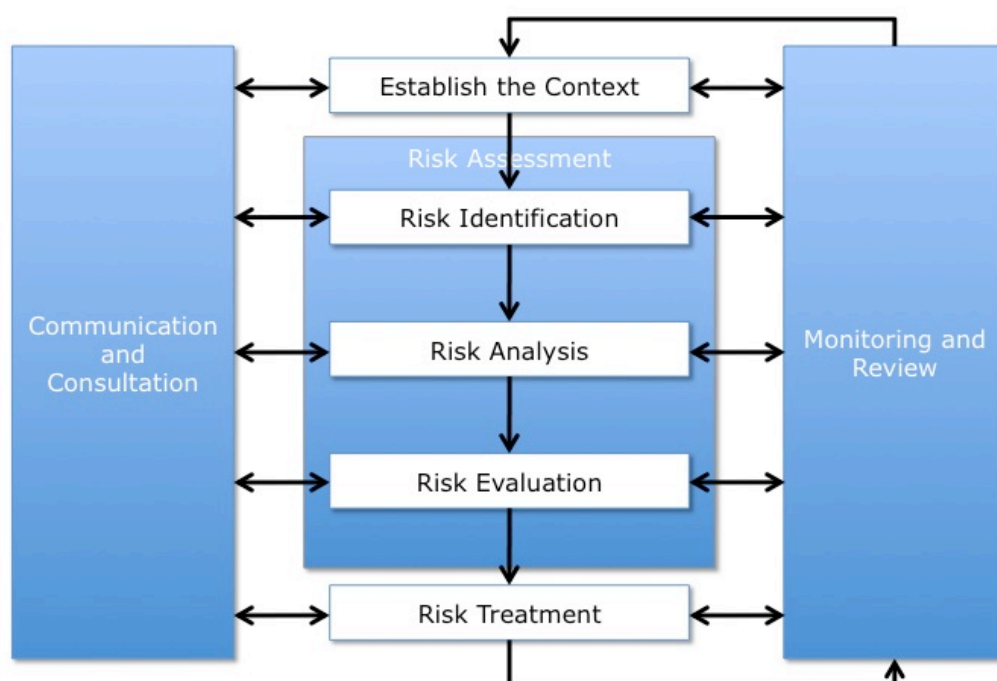 Establish the Context
Risk Assessment
Risk Identification
Communication
and
Consultation
Risk Analysis
Monitoring and
Review
Risk Evaluation
Risk Treatment